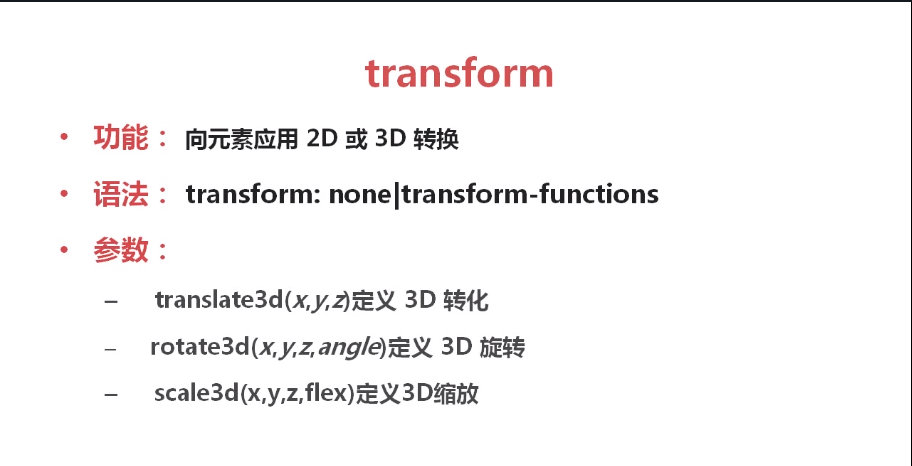 transform
• 功能： 向元素应用 2D 或 3D 转换
• 语法： transform: none|transform-functions
• 参数：
– translate3d(x,y,z)定义 3D 转化
– rotate3d(x,y,z,angle)定义 3D 旋转
– scale3d(x,y,z,flex)定义3D缩放